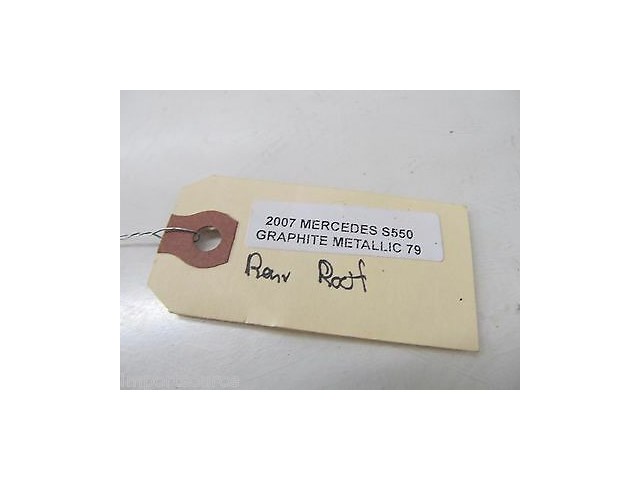 2007 MERCEDES S550
GRAPHITE METALLIC 79
Rear Roof